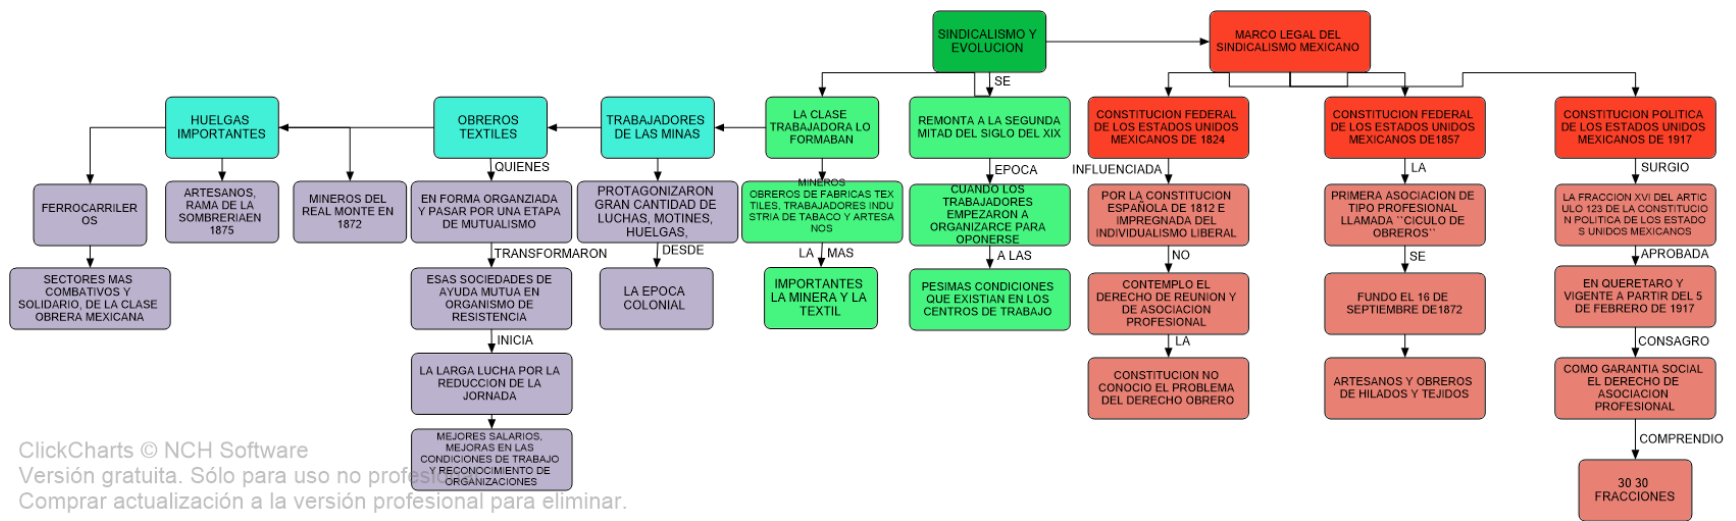 SINDICALISMO Y
EVOLUCION
MARCO LEGAL DEL
SINDICALISMO MEXICANO
SE
HUELGAS
IMPORTANTES
OBREROS
TEXTILES
TRABAJADORES
DE LAS MINAS
LA CLASE
TRABAJADORA LO
FORMABAN
REMONTA A LA SEGUNDA
MITAD DEL SIGLO DEL XIX
CONSTITUCION FEDERAL
DE LOS ESTADOS UNIDOS
MEXICANOS DE 1824
CONSTITUCION FEDERAL
DE LOS ESTADOS UNIDOS
MEXICANOS DE1857
CONSTITUCION POLITICA
DE LOS ESTADOS UNIDOS
MEXICANOS DE 1917
QUIENES
EPOCA
INFLUENCIADA
LA
SURGIO
FERROCARRILER
OS
ARTESANOS,
RAMA DE LA
SOMBRERIAEN
1875
MINEROS DEL
REAL MONTE EN
1872
EN FORMA ORGANZIADA
Y PASAR POR UNA ETAPA
DE MUTUALISMO
PROTAGONIZARON
GRAN CANTIDAD DE
LUCHAS, MOTINES,
HUELGAS,
MINEROS
OBREROS DE FABRICAS TEX
TILES, TRABAJADORES INDU
STRIA DE TABACO Y ARTESA
NOS
CUANDO LOS
TRABAJADORES
EMPEZARON A
ORGANIZARCE PARA
OPONERSE
POR LA CONSTITUCION
ESPAÑOLA DE 1812 E
IMPREGNADA DEL
INDIVIDUALISMO LIBERAL
PRIMERA ASOCIACION DE
TIPO PROFESIONAL
LLAMADA ``CICULO DE
OBREROS``
LA FRACCION XVI DEL ARTIC
ULO 123 DE LA CONSTITUCIO
N POLITICA DE LOS ESTADO
S UNIDOS MEXICANOS
TRANSFORMARON
DESDE
LA MAS
A LAS
NO
SE
APROBADA
SECTORES MAS
COMBATIVOS Y
SOLIDARIO, DE LA CLASE
OBRERA MEXICANA
ESAS SOCIEDADES DE
AYUDA MUTUA EN
ORGANISMO DE
RESISTENCIA
LA EPOCA
COLONIAL
IMPORTANTES
LA MINERA Y LA
TEXTIL
PESIMAS CONDICIONES
QUE EXISTIAN EN LOS
CENTROS DE TRABAJO
CONTEMPLO EL
DERECHO DE REUNION Y
DE ASOCIACION
PROFESIONAL
FUNDO EL 16 DE
SEPTIEMBRE DE1872
EN QUERETARO Y
VIGENTE A PARTIR DEL 5
DE FEBRERO DE 1917
INICIA
LA
CONSAGRO
LA LARGA LUCHA POR LA
REDUCCION DE LA
JORNADA
CONSTITUCION NO
CONOCIO EL PROBLEMA
DEL DERECHO OBRERO
ARTESANOS Y OBREROS
DE HILADOS Y TEJIDOS
COMO GARANTIA SOCIAL
EL DERECHO DE
ASOCIACION
PROFESIONAL
MEJORES SALARIOS,
MEJORAS EN LAS
CONDICIONES DE TRABAJO
Y RECONOCIMIENTO DE
ORGANIZACIONES
COMPRENDIO
30 30
FRACCIONES
ClickCharts © NCH Software
Versión gratuita. Sólo para uso no profesional.
Comprar actualización a la versión profesional para eliminar.